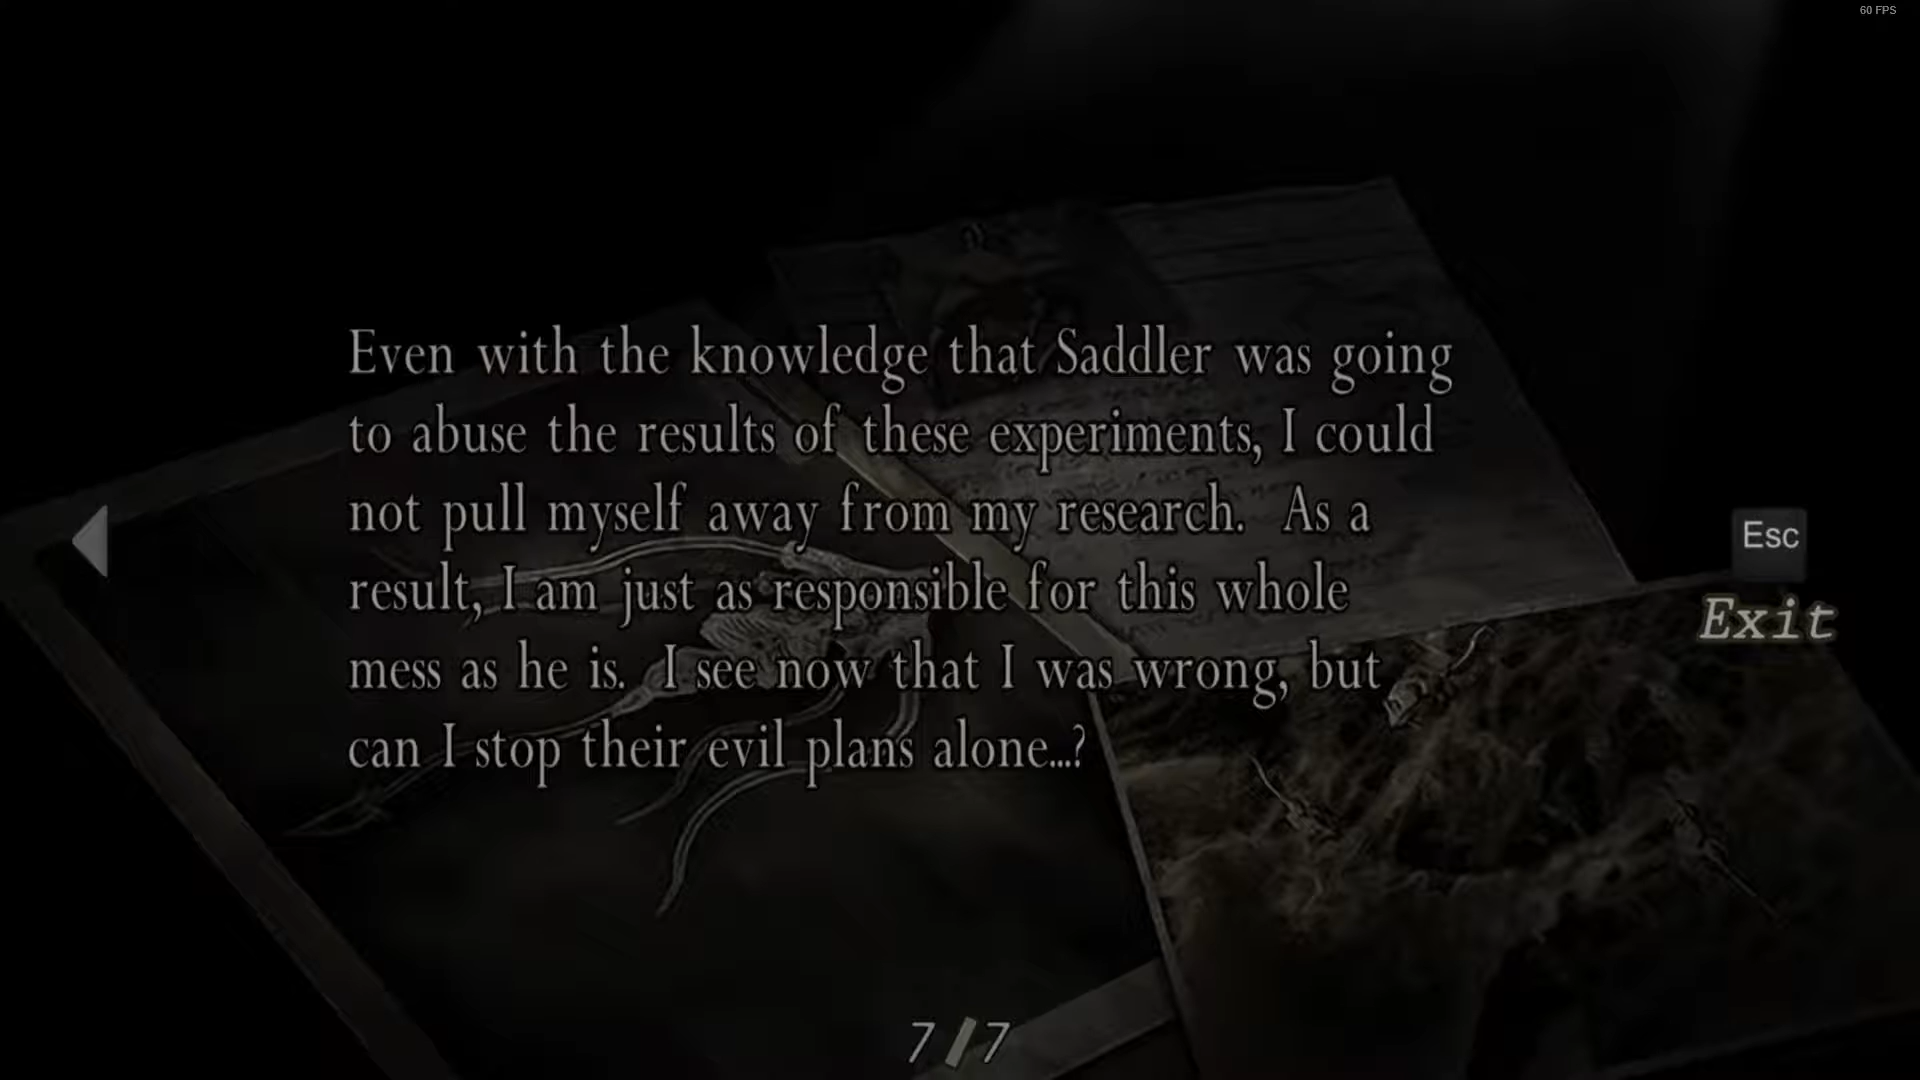 60 FPS
Even with the knowledge that Saddler was going
to abuse the results of these experiments, I could
not pull myself away from my research.  As a
result, I am just as responsible for this whole
mess as he is.  I see now that I was wrong, but
can I stop their evil plans alone...?
Esc
Exit
7/7